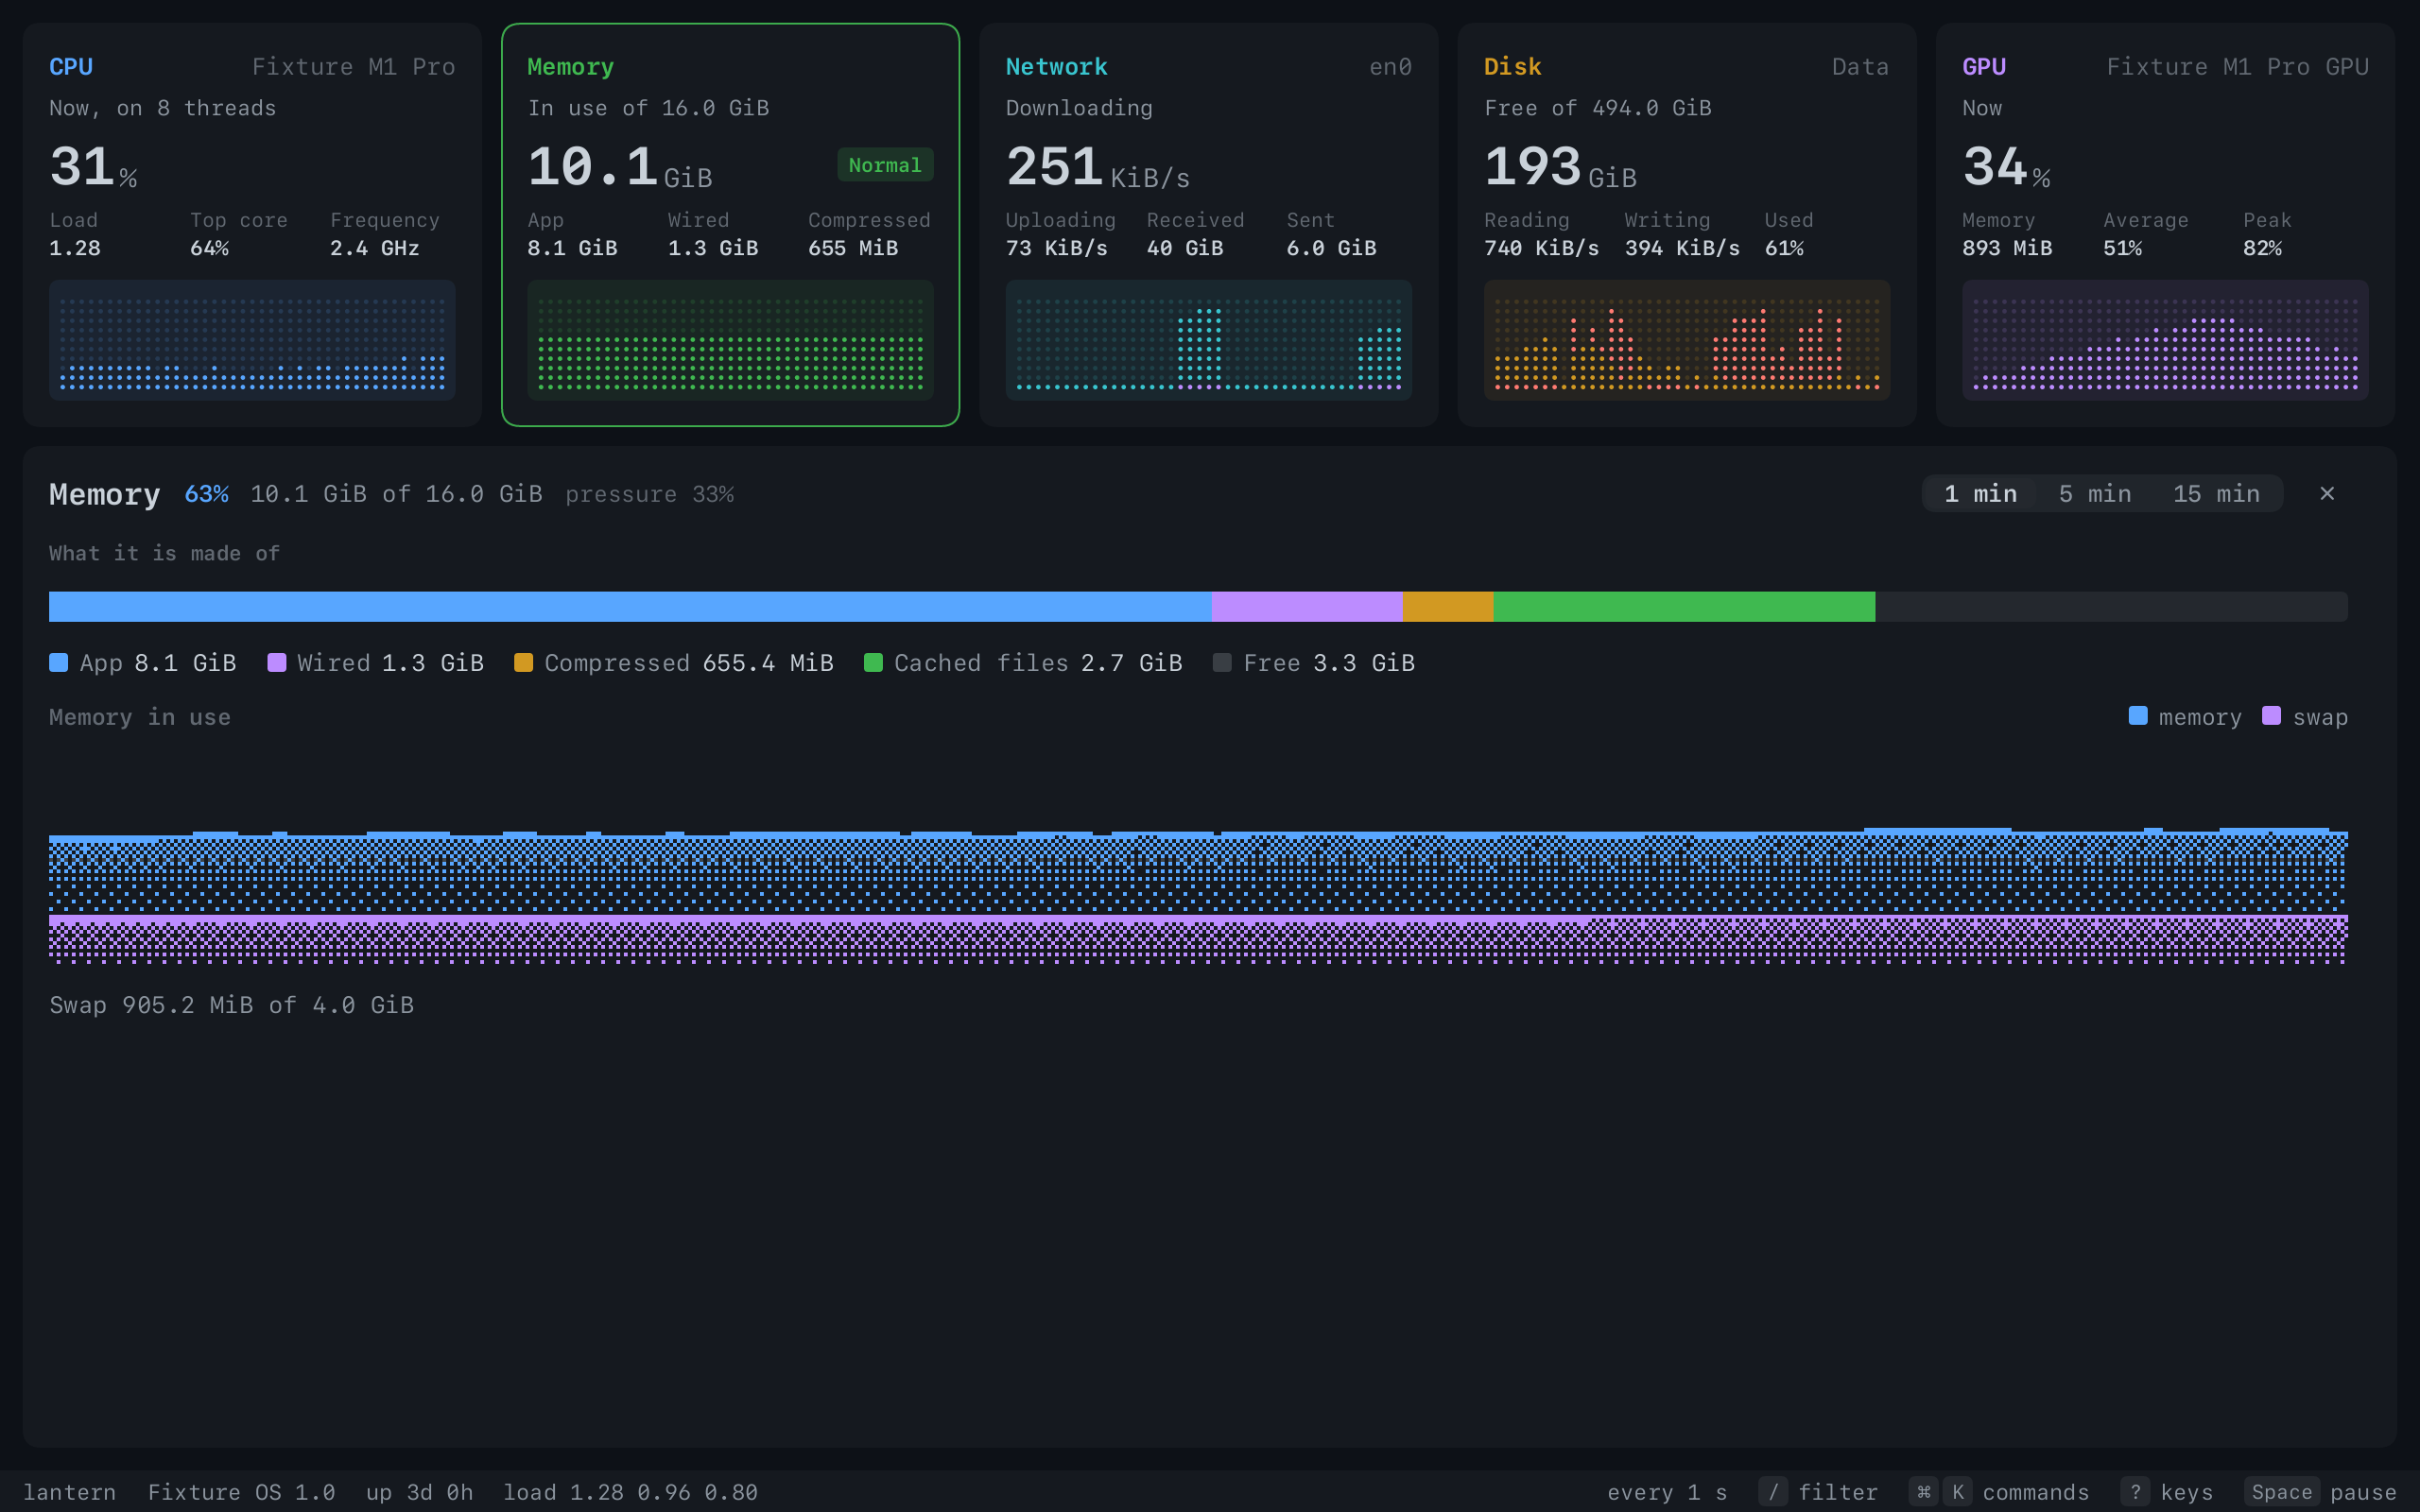 CPU Fixture M1 Pro
Now, on 8 threads
31%
Load Top core Frequency
1.28 64% 2.4 GHz
Memory
In use of 16.0 GiB
10.1 GiB Normal
App Wired Compressed
8.1 GiB 1.3 GiB 655 MiB
Network en0
Downloading
251 KiB/s
Uploading Received Sent
73 KiB/s 40 GiB 6.0 GiB
Disk Data
Free of 494.0 GiB
193 GiB
Reading Writing Used
740 KiB/s 394 KiB/s 61%
GPU Fixture M1 Pro GPU
Now
34%
Memory Average Peak
893 MiB 51% 82%
Memory 63% 10.1 GiB of 16.0 GiB pressure 33% 1 min 5 min 15 min ×
What it is made of
App 8.1 GiB Wired 1.3 GiB Compressed 655.4 MiB Cached files 2.7 GiB Free 3.3 GiB
Memory in use memory swap
Swap 905.2 MiB of 4.0 GiB
lantern Fixture OS 1.0 up 3d 0h load 1.28 0.96 0.80 every 1 s / filter ⌘ K commands ? keys Space pause